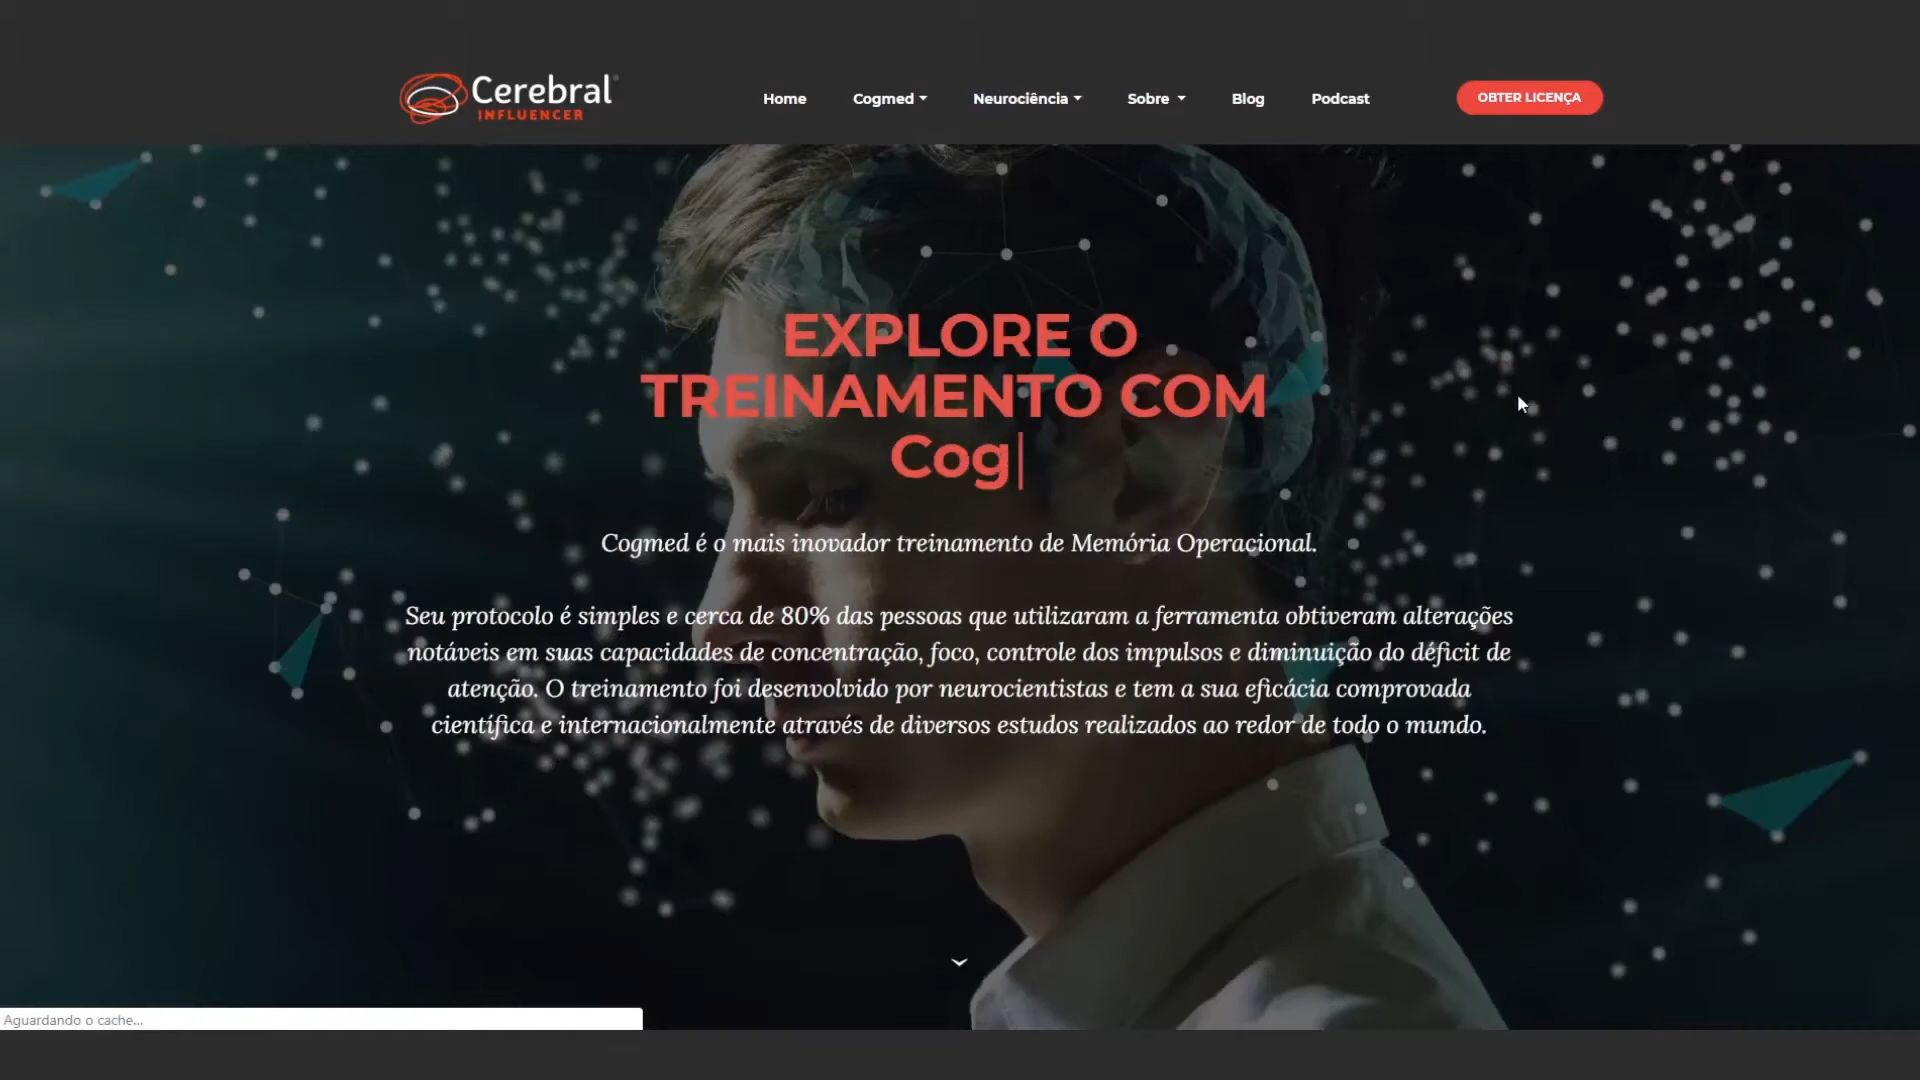 Cerebral
INFLUENCER
Home
Cogmed
Neurociência
Sobre
Blog
Podcast
OBTER LICENÇA
EXPLORE O
TREINAMENTO COM
Cog|
Cogmed é o mais inovador treinamento de Memória Operacional.
Seu protocolo é simples e cerca de 80% das pessoas que utilizaram a ferramenta obtiveram alterações
notáveis em suas capacidades de concentração, foco, controle dos impulsos e diminuição do déficit de
atenção. O treinamento foi desenvolvido por neurocientistas e tem a sua eficácia comprovada
científica e internacionalmente através de diversos estudos realizados ao redor de todo o mundo.
Aguardando o cache...